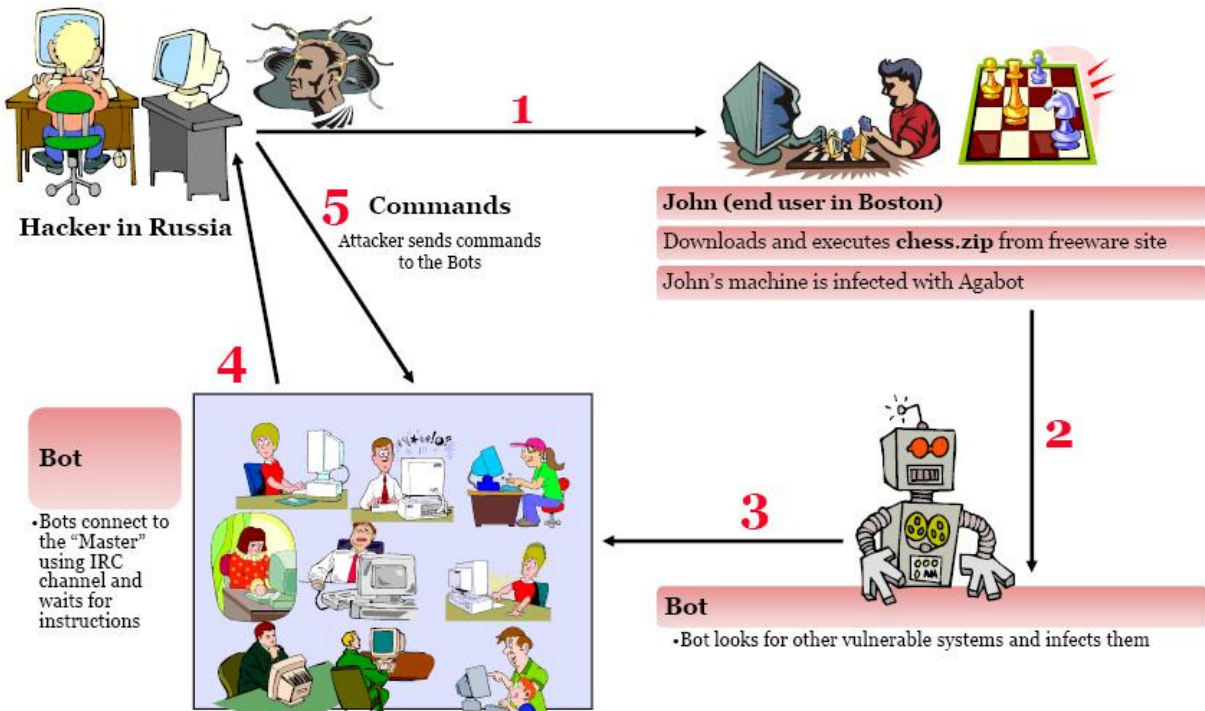 1
Hacker in Russia
5 Commands
Attacker sends commands
to the Bots
John (end user in Boston)
Downloads and executes chess.zip from freeware site
John's machine is infected with Agabot
4
2
Bot
•Bots connect to
the “Master”
using IRC
channel and
waits for
instructions
3
Bot
•Bot looks for other vulnerable systems and infects them